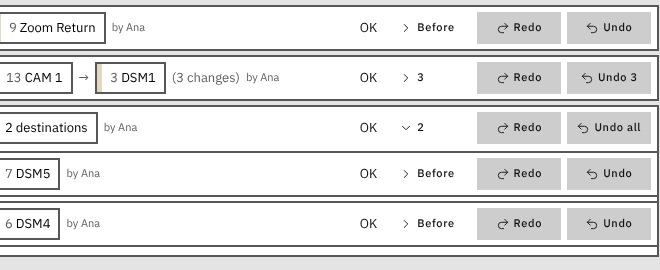 9 Zoom Return by Ana OK > Before Redo Undo
13 CAM 1 → 3 DSM1 (3 changes) by Ana OK > 3 Redo Undo 3
2 destinations by Ana OK 2 Redo Undo all
7 DSM5 by Ana OK > Before Redo Undo
6 DSM4 by Ana OK > Before Redo Undo